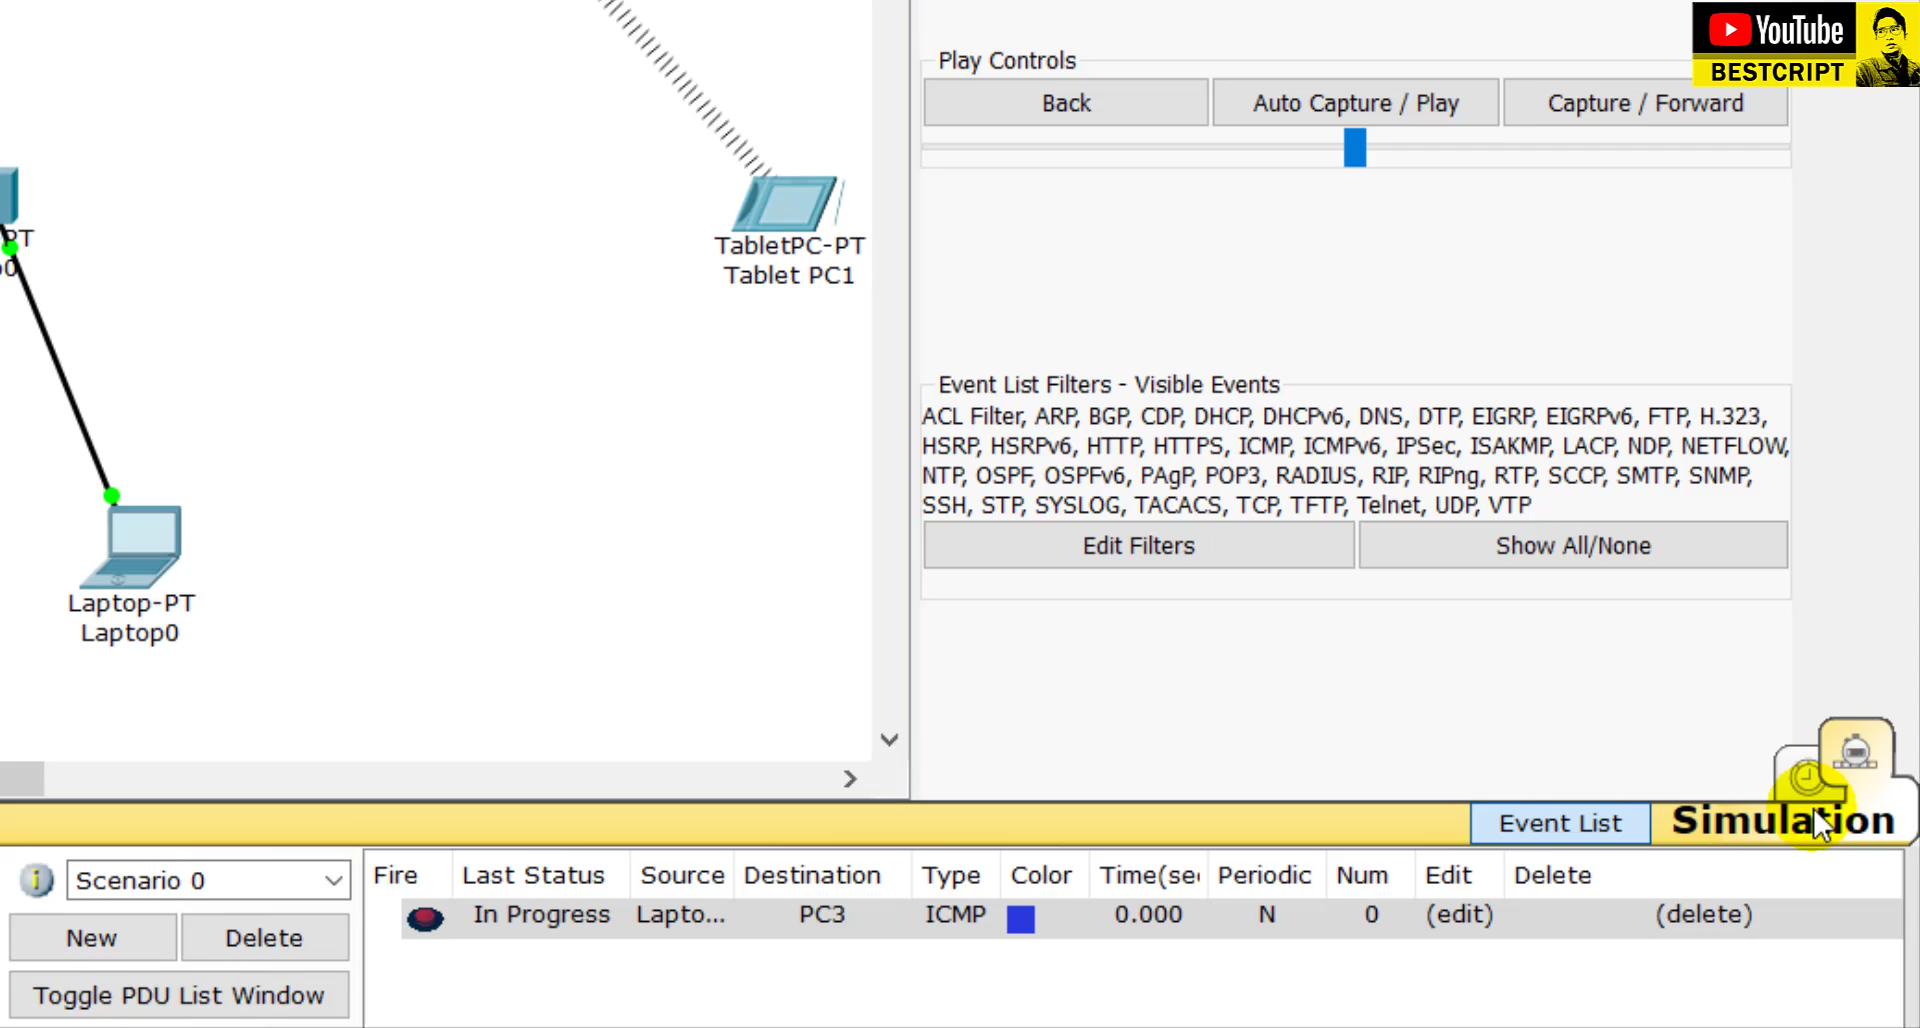 YouTube
BESTCRIPT
Play Controls
Back
Auto Capture / Play
Capture / Forward
PT
0
TabletPC-PT
Tablet PC1
Event List Filters - Visible Events
ACL Filter, ARP, BGP, CDP, DHCP, DHCPv6, DNS, DTP, EIGRP, EIGRPv6, FTP, H.323,
HSRP, HSRPv6, HTTP, HTTPS, ICMP, ICMPv6, IPSec, ISAKMP, LACP, NDP, NETFLOW,
NTP, OSPF, OSPFv6, PAgP, POP3, RADIUS, RIP, RIPng, RTP, SCCP, SMTP, SNMP,
SSH, STP, SYSLOG, TACACS, TCP, TFTP, Telnet, UDP, VTP
Edit Filters
Show All/None
Laptop-PT
Laptop0
Event List
Simulation
Scenario 0
New
Delete
Toggle PDU List Window
Fire Last Status Source Destination Type Color Time(sec Periodic Num Edit Delete
In Progress Lapto... PC3 ICMP 0.000 N 0 (edit) (delete)